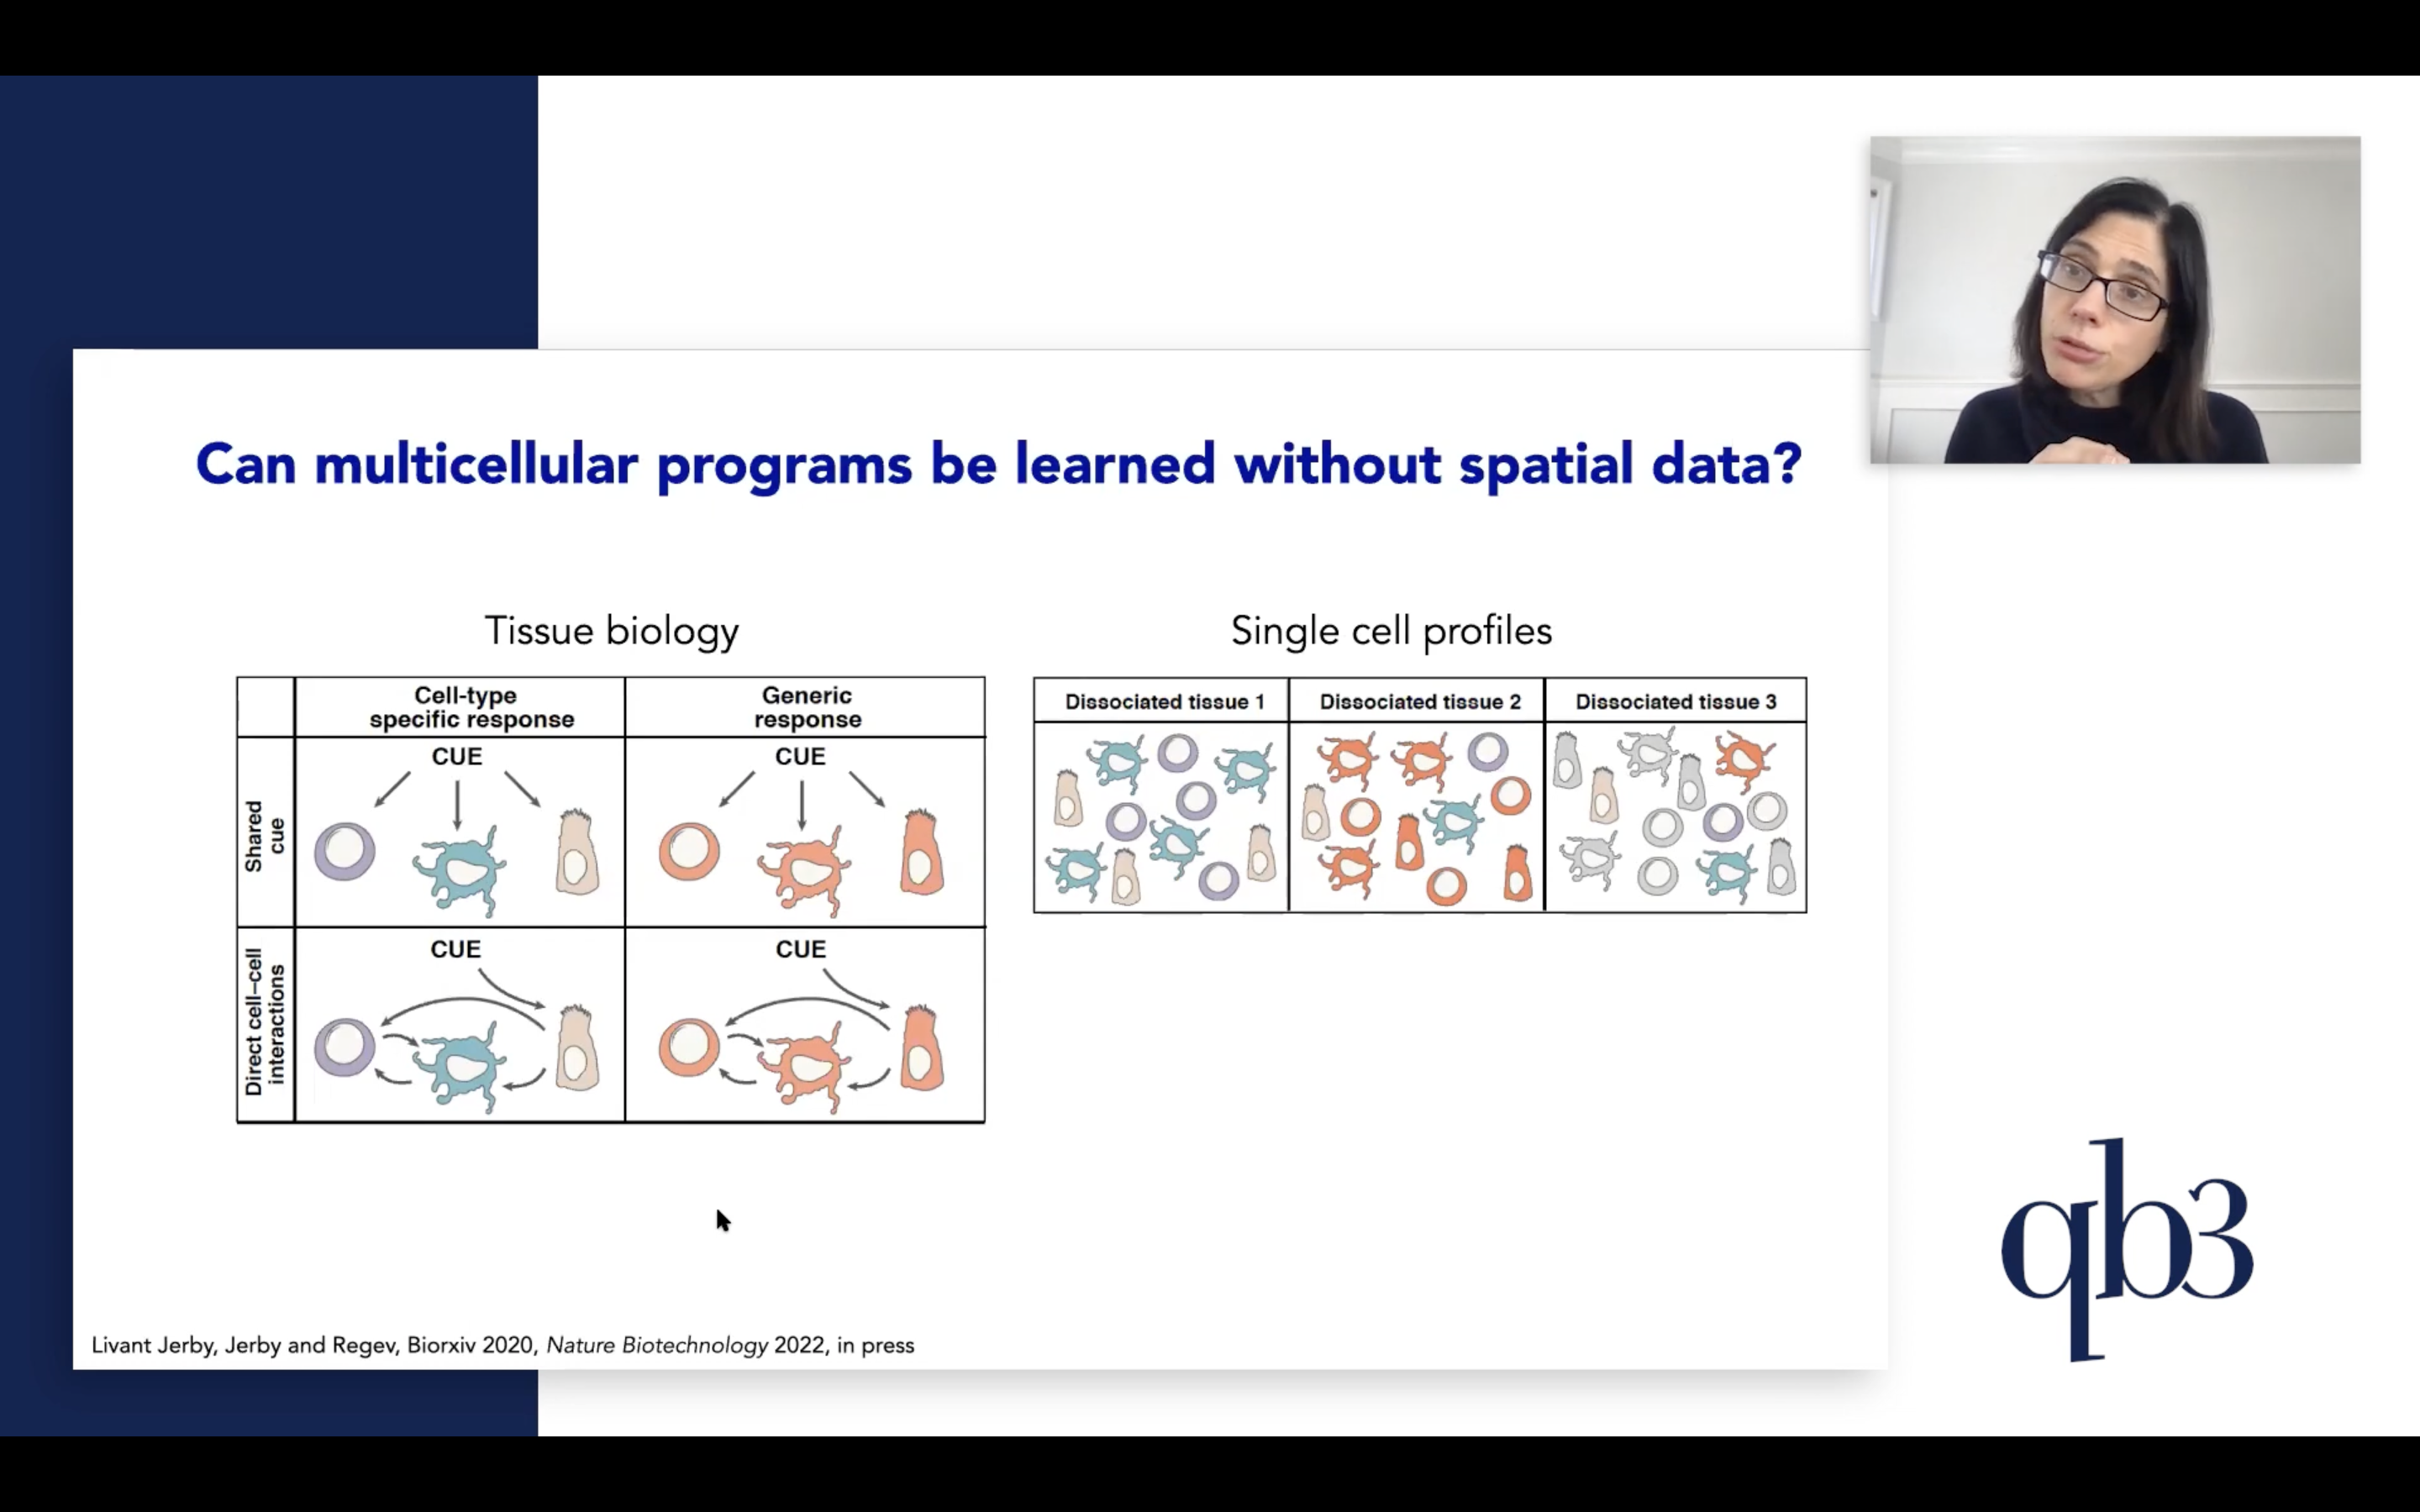 Can multicellular programs be learned without spatial data?
Tissue biology
Cell-type
specific response
Generic
response
Shared
cue
CUE
CUE
Direct cell–cell
interactions
CUE
CUE
Single cell profiles
Dissociated tissue 1
Dissociated tissue 2
Dissociated tissue 3
Livant Jerby, Jerby and Regev, Biorxiv 2020, Nature Biotechnology 2022, in press
qb3